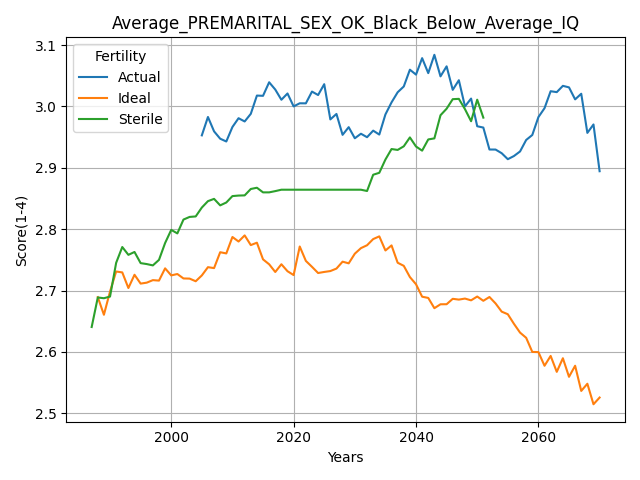 Average_PREMARITAL_SEX_OK_Black_Below_Average_IQ
3.1
3.0
2.9
2.8
2.7
2.6
2.5
Score(1-4)
Fertility
Actual
Ideal
Sterile
2000
2020
2040
2060
Years